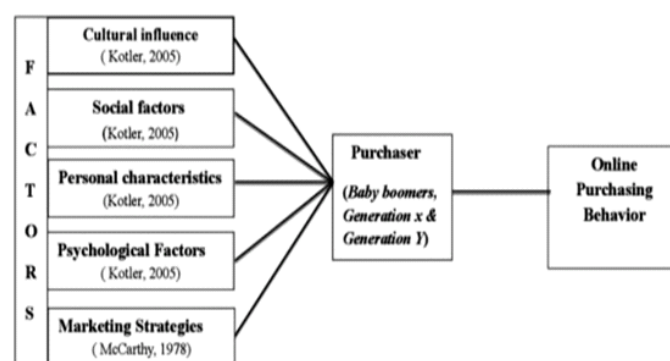 FACTORS
Cultural influence
( Kotler, 2005)
Social factors
(Kotler, 2005)
Personal characteristics
(Kotler, 2005)
Psychological Factors
( Kotler, 2005)
Marketing Strategies
( McCarthy, 1978)
Purchaser
(Baby boomers,
Generation x &
Generation Y)
Online
Purchasing
Behavior